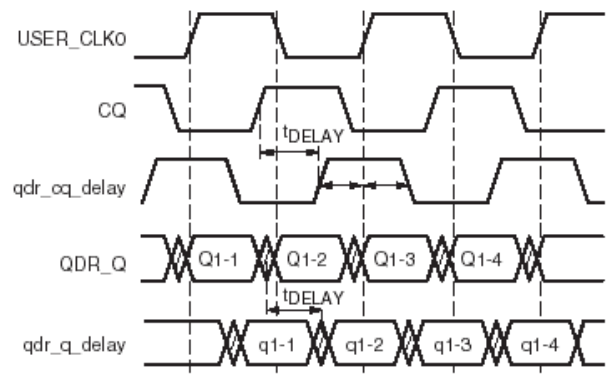 USER_CLK0
CQ
tDELAY
qdr_cq_delay
QDR_Q Q1-1 Q1-2 Q1-3 Q1-4
tDELAY
qdr_q_delay q1-1 q1-2 q1-3 q1-4